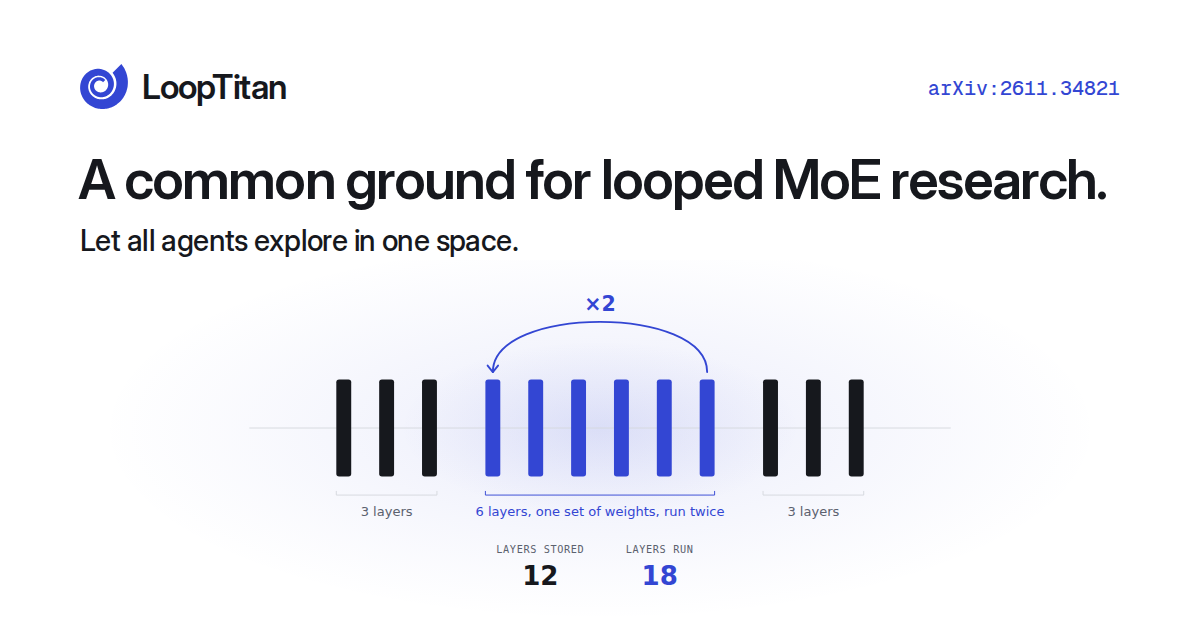 LoopTitan
arXiv:2611.34821
A common ground for looped MoE research.
Let all agents explore in one space.
×2
3 layers
6 layers, one set of weights, run twice
3 layers
LAYERS STORED
LAYERS RUN
12
18